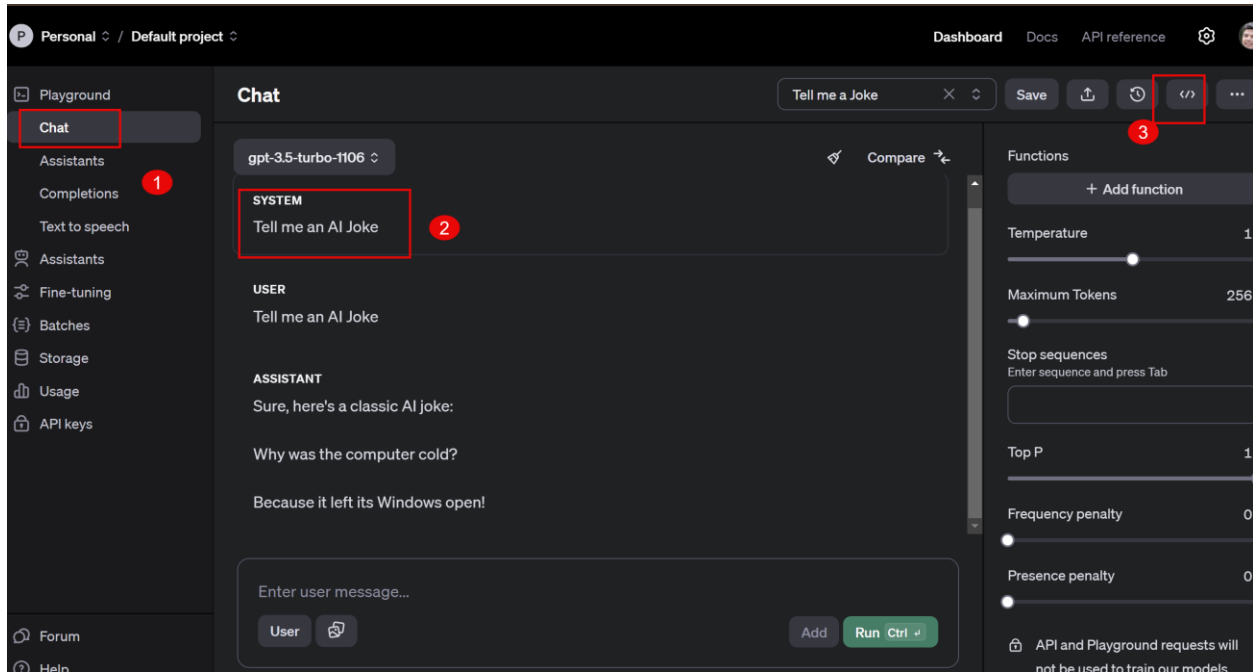 P Personal / Default project
Dashboard Docs API reference
Playground
Chat
Assistants
Completions
Text to speech
Assistants
Fine-tuning
Batches
Storage
Usage
API keys
Forum
Help
1
Chat
Tell me a Joke
Save
</>
3
gpt-3.5-turbo-1106
Compare
SYSTEM
Tell me an AI Joke
2
USER
Tell me an AI Joke
ASSISTANT
Sure, here's a classic AI joke:
Why was the computer cold?
Because it left its Windows open!
Enter user message...
User
Add
Run Ctrl ↵
Functions
+ Add function
Temperature 1
Maximum Tokens 256
Stop sequences
Enter sequence and press Tab
Top P 1
Frequency penalty 0
Presence penalty 0
API and Playground requests will
not be used to train our models